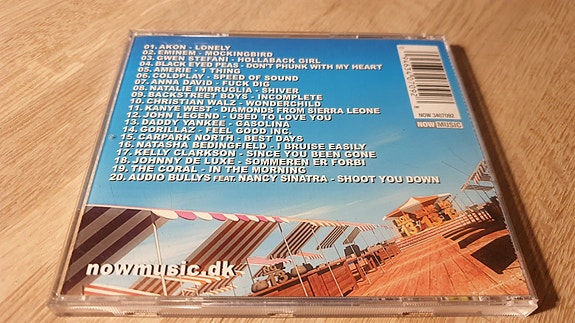 01. AKON - LONELY
02. EMINEM - MOCKINGBIRD
03. GWEN STEFANI - HOLLABACK GIRL
04. BLACK EYED PEAS - DON'T PHUNK WITH MY HEART
05. AMERIE - 1 THING
06. COLDPLAY - SPEED OF SOUND
07. ANNA DAVID - FUCK DIG
08. NATALIE IMBRUGLIA - SHIVER
09. BACKSTREET BOYS - INCOMPLETE
10. CHRISTIAN WALZ - WONDERCHILD
11. KANYE WEST - DIAMONDS FROM SIERRA LEONE
12. JOHN LEGEND - USED TO LOVE YOU
13. DADDY YANKEE - GASOLINA
14. GORILLAZ - FEEL GOOD INC.
15. CARPARK NORTH - BEST DAYS
16. NATASHA BEDINGFIELD - I BRUISE EASILY
17. KELLY CLARKSON - SINCE YOU BEEN GONE
18. JOHNNY DE LUXE - SOMMEREN ER FORBI
19. THE CORAL - IN THE MORNING
20. AUDIO BULLYS FEAT. NANCY SINATRA - SHOOT YOU DOWN
NOW 3407092
NOW MUSIC
nowmusic.dk